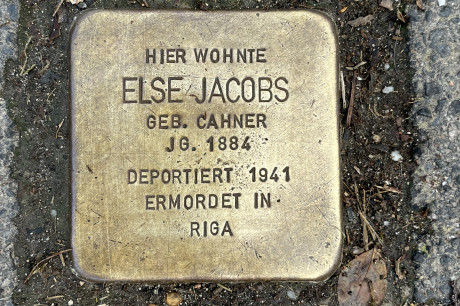 HIER WOHNTE
ELSE JACOBS
GEB. CAHNER
JG. 1884
DEPORTIERT 1941
ERMORDET IN
RIGA